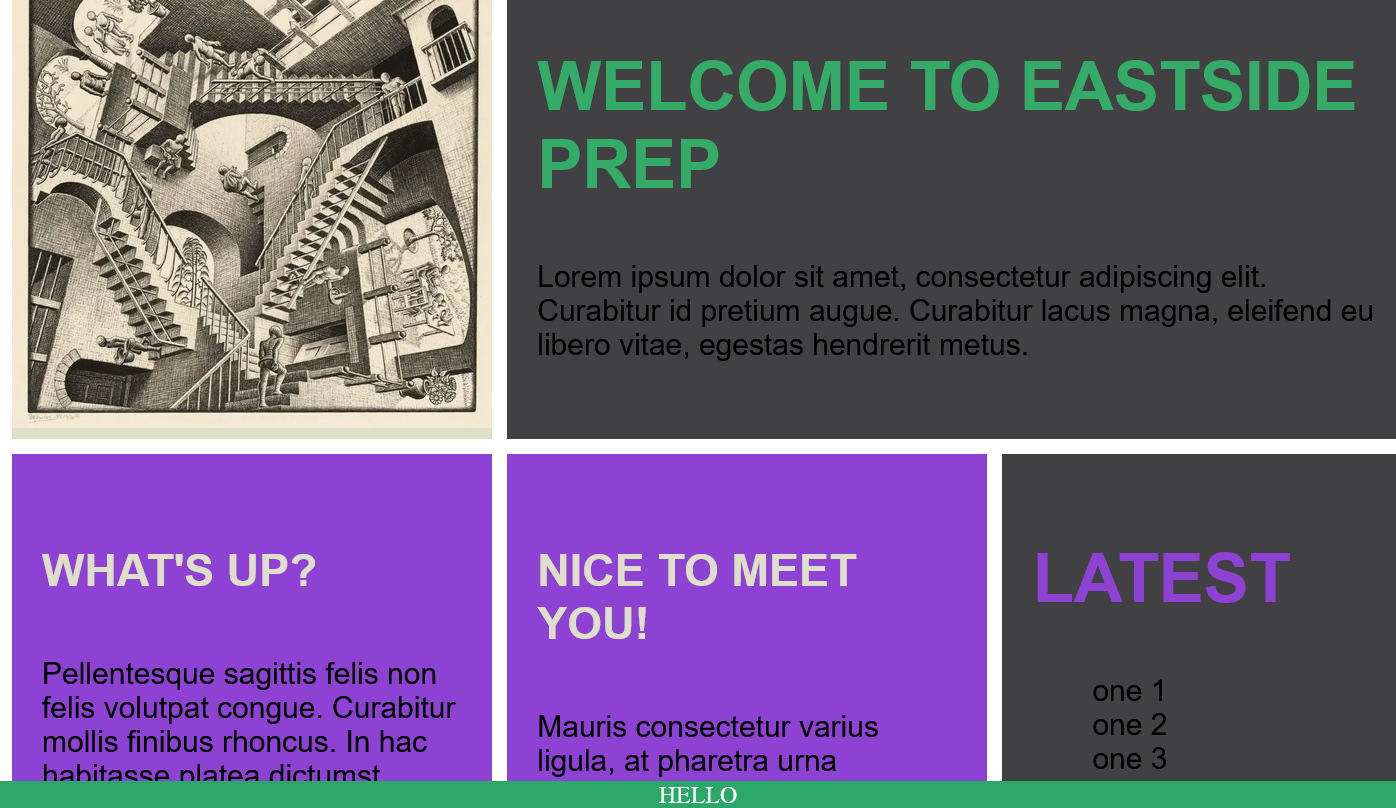 WELCOME TO EASTSIDE
PREP
Lorem ipsum dolor sit amet, consectetur adipiscing elit.
Curabitur id pretium augue. Curabitur lacus magna, eleifend eu
libero vitae, egestas hendrerit metus.
WHAT'S UP?
Pellentesque sagittis felis non
felis volutpat congue. Curabitur
mollis finibus rhoncus. In hac
habitasse platea dictumst.
NICE TO MEET
YOU!
Mauris consectetur varius
ligula, at pharetra urna
LATEST
one 1
one 2
one 3
HELLO